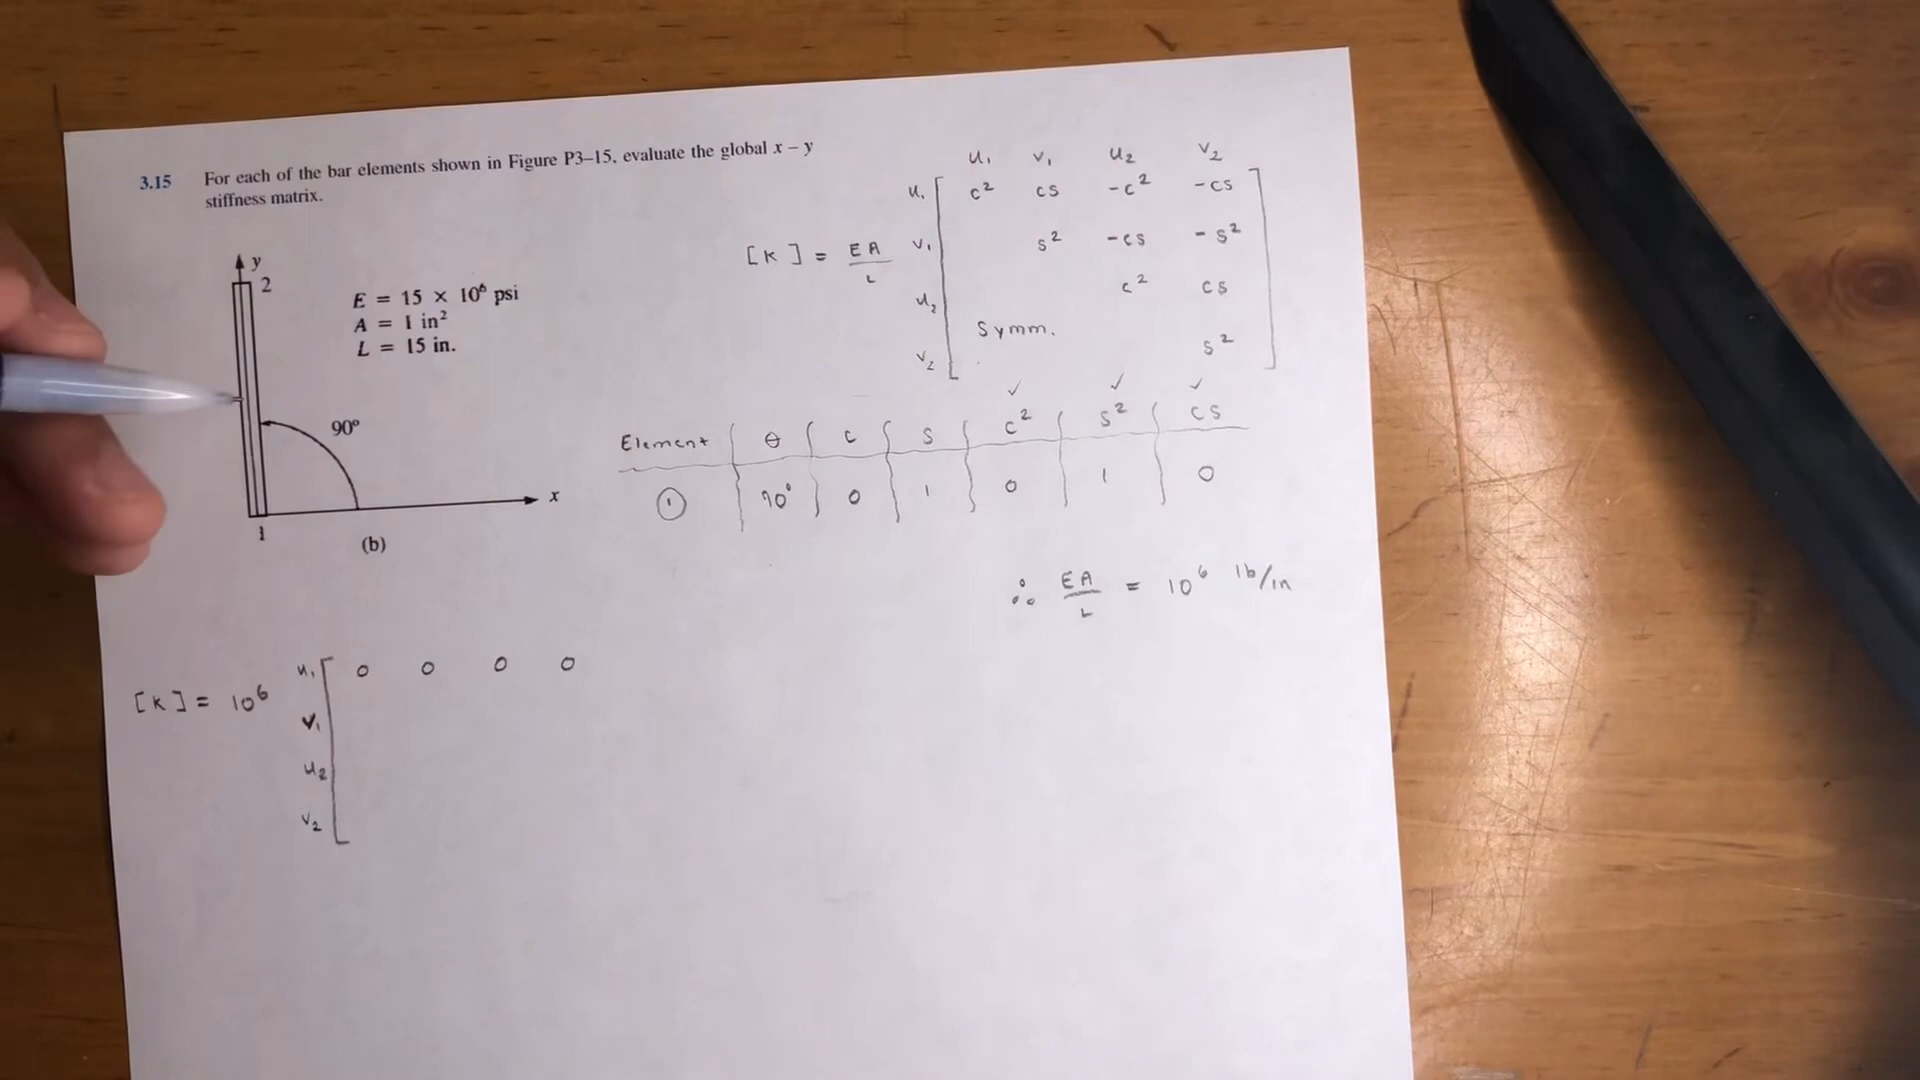 3.15 For each of the bar elements shown in Figure P3–15, evaluate the global x – y
stiffness matrix.
y
2
E = 15 × 10⁶ psi
A = 1 in²
L = 15 in.
90°
x
1
(b)
u₁ v₁ u₂ v₂
u₁ c² cs -c² -cs
[K] = EA/L v₁ s² -cs -s²
u₂ c² cs
Symm.
v₂ s²
✓ ✓ ✓
Element θ c s c² s² cs
① 90° 0 1 0 1 0
∴ EA/L = 10⁶ lb/in
[K] = 10⁶ u₁ 0 0 0 0
v₁
u₂
v₂